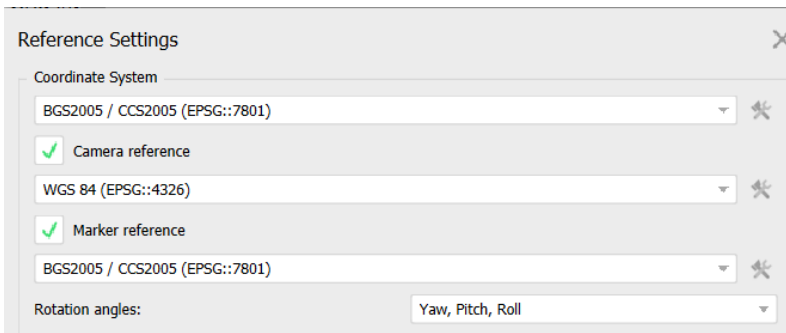 Reference Settings
Coordinate System
BGS2005 / CCS2005 (EPSG::7801)
Camera reference
WGS 84 (EPSG::4326)
Marker reference
BGS2005 / CCS2005 (EPSG::7801)
Rotation angles: Yaw, Pitch, Roll